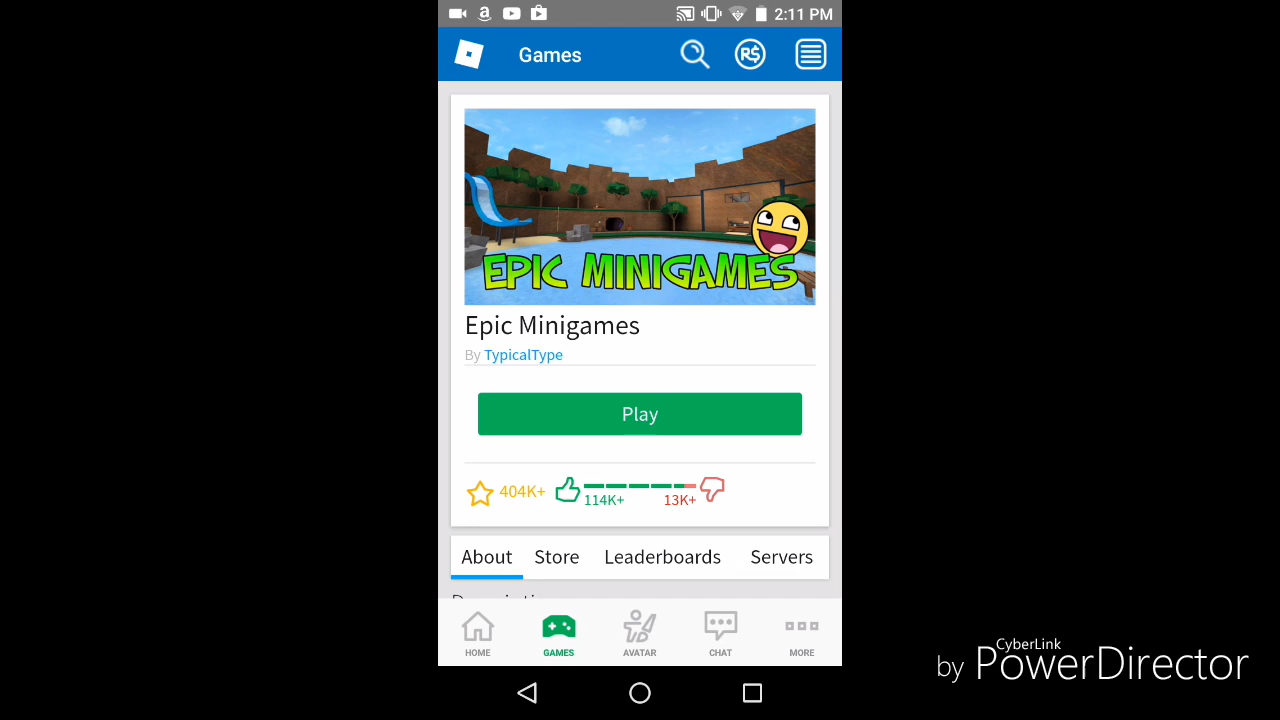 2:11 PM
Games
R$
EPIC MINIGAMES
Epic Minigames
By TypicalType
Play
404K+
114K+
13K+
About Store Leaderboards Servers
HOME GAMES AVATAR CHAT MORE
by CyberLink PowerDirector